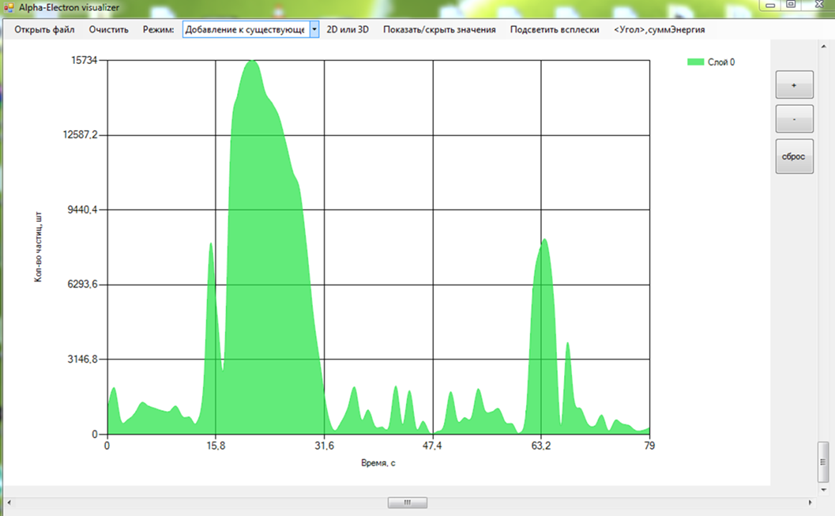 Alpha-Electron visualizer
Открыть файл Очистить Режим: Добавление к существующе 2D или 3D Показать/скрыть значения Подсветить всплески <Угол>,суммЭнергия
15734
12587,2
9440,4
6293,6
3146,8
0
Кол-во частиц, шт
0 15,8 31,6 47,4 63,2 79
Время, с
Слой 0
+
-
сброс